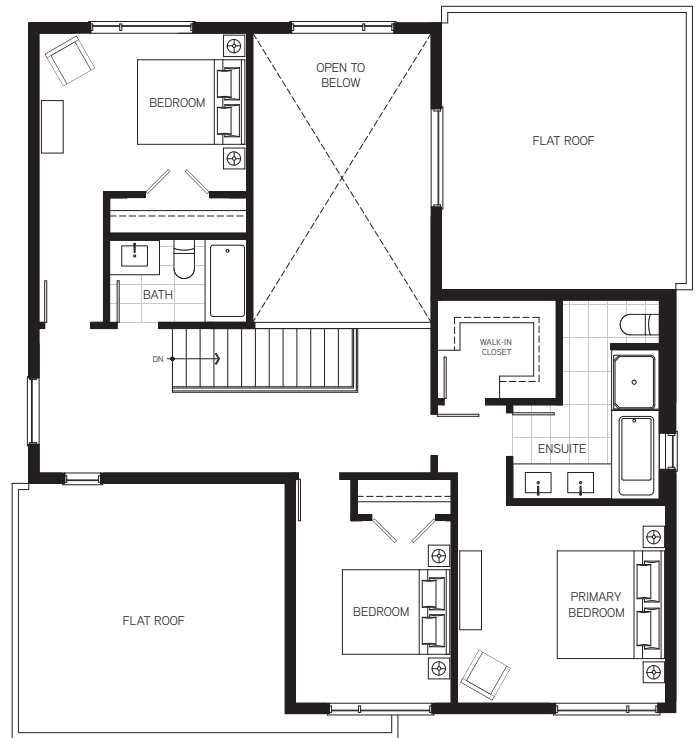 OPEN TO
BELOW
BEDROOM
FLAT ROOF
BATH
DN
WALK-IN
CLOSET
ENSUITE
PRIMARY
BEDROOM
BEDROOM
FLAT ROOF